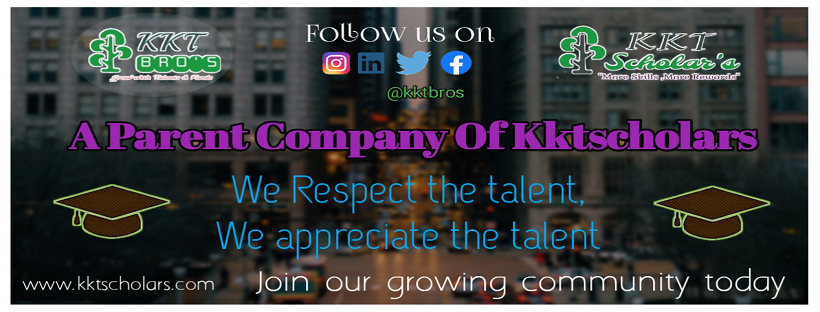 KKT
BRO'S
Follow us on
@kktbros
KKT
Scholar's
"More Skills ,More Rewards"
A Parent Company Of Kktscholars
We Respect the talent,
We appreciate the talent
www.kktscholars.com
Join our growing community today